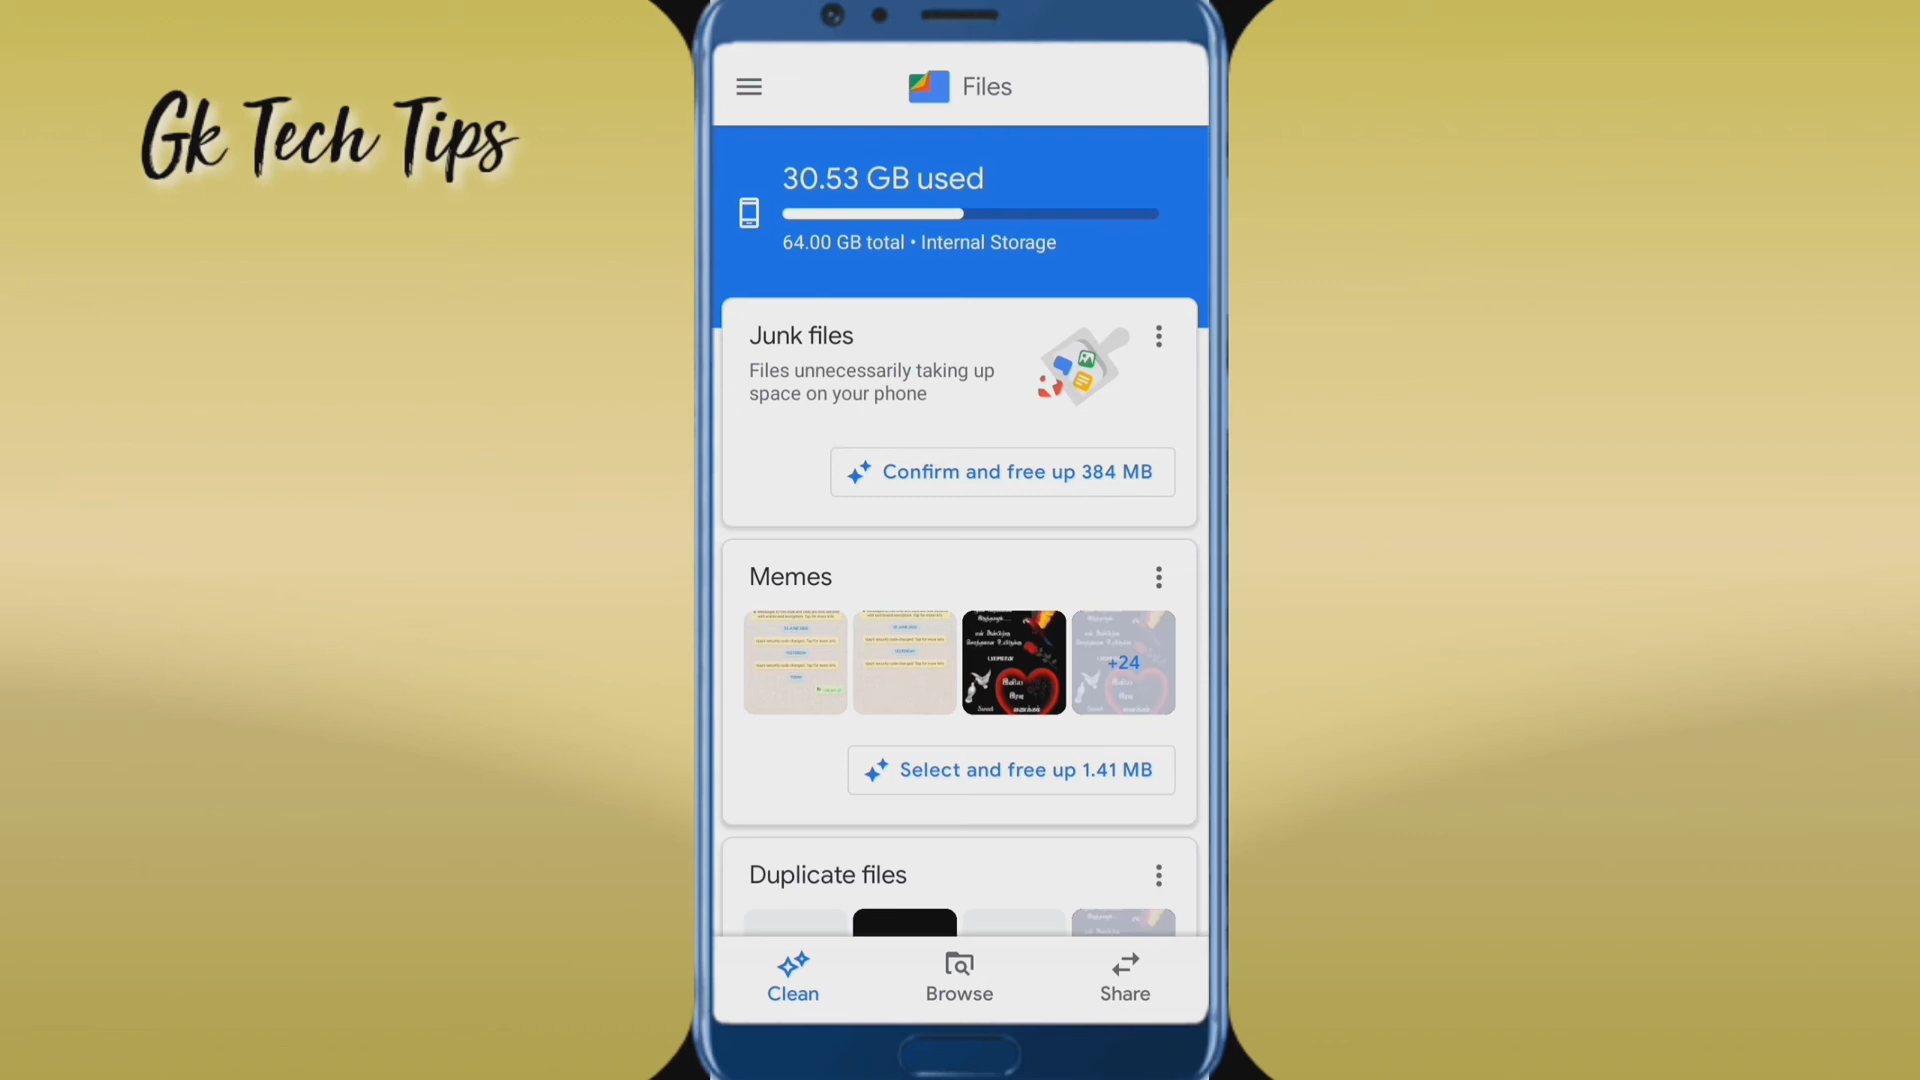 Gk Tech Tips
Files
30.53 GB used
64.00 GB total • Internal Storage
Junk files
Files unnecessarily taking up
space on your phone
Confirm and free up 384 MB
Memes
+24
Select and free up 1.41 MB
Duplicate files
Clean
Browse
Share